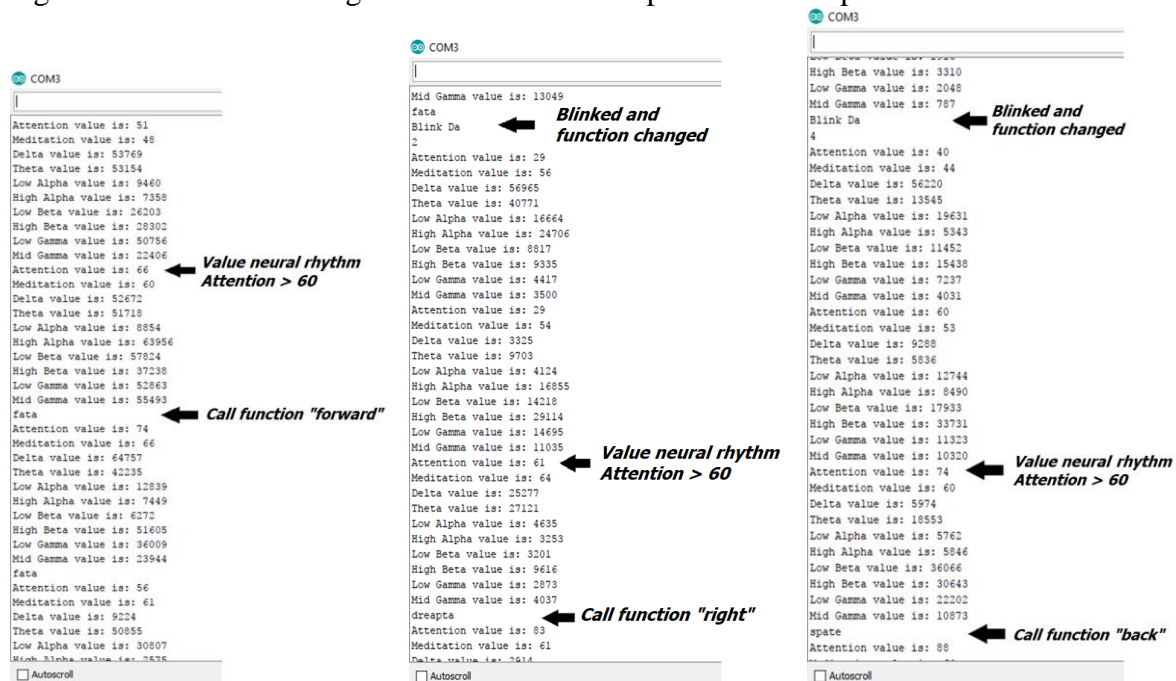 COM3
Attention value is: 51
Meditation value is: 48
Delta value is: 53769
Theta value is: 53154
Low Alpha value is: 9460
High Alpha value is: 7358
Low Beta value is: 26203
High Beta value is: 28302
Low Gamma value is: 50756
Mid Gamma value is: 22406
Attention value is: 66
Meditation value is: 60
Delta value is: 52672
Theta value is: 51718
Low Alpha value is: 8854
High Alpha value is: 63956
Low Beta value is: 57824
High Beta value is: 37238
Low Gamma value is: 52863
Mid Gamma value is: 55493
fata
Attention value is: 74
Meditation value is: 66
Delta value is: 64757
Theta value is: 42235
Low Alpha value is: 12839
High Alpha value is: 7449
Low Beta value is: 6272
High Beta value is: 51605
Low Gamma value is: 36009
Mid Gamma value is: 23944
fata
Attention value is: 56
Meditation value is: 61
Delta value is: 9224
Theta value is: 50855
Low Alpha value is: 30807
High Alpha value is: 2575
Autoscroll
Value neural rhythm
Attention > 60
Call function "forward"
COM3
Mid Gamma value is: 13049
fata
Blink Da
2
Attention value is: 29
Meditation value is: 56
Delta value is: 56965
Theta value is: 40771
Low Alpha value is: 16664
High Alpha value is: 24706
Low Beta value is: 8817
High Beta value is: 9335
Low Gamma value is: 4417
Mid Gamma value is: 3500
Attention value is: 29
Meditation value is: 54
Delta value is: 3325
Theta value is: 9703
Low Alpha value is: 4124
High Alpha value is: 16855
Low Beta value is: 14218
High Beta value is: 29114
Low Gamma value is: 14695
Mid Gamma value is: 11035
Attention value is: 61
Meditation value is: 64
Delta value is: 25277
Theta value is: 27121
Low Alpha value is: 4635
High Alpha value is: 3253
Low Beta value is: 3201
High Beta value is: 9616
Low Gamma value is: 2873
Mid Gamma value is: 4037
dreapta
Attention value is: 83
Meditation value is: 61
Delta value is: 2914
Autoscroll
Blinked and
function changed
Value neural rhythm
Attention > 60
Call function "right"
COM3
High Beta value is: 3310
Low Gamma value is: 2048
Mid Gamma value is: 787
Blink Da
4
Attention value is: 40
Meditation value is: 44
Delta value is: 56220
Theta value is: 13545
Low Alpha value is: 19631
High Alpha value is: 5343
Low Beta value is: 11452
High Beta value is: 15438
Low Gamma value is: 7237
Mid Gamma value is: 4031
Attention value is: 60
Meditation value is: 53
Delta value is: 9288
Theta value is: 5836
Low Alpha value is: 12744
High Alpha value is: 8490
Low Beta value is: 17933
High Beta value is: 33731
Low Gamma value is: 11323
Mid Gamma value is: 10320
Attention value is: 74
Meditation value is: 60
Delta value is: 5974
Theta value is: 18553
Low Alpha value is: 5762
High Alpha value is: 5846
Low Beta value is: 36066
High Beta value is: 30643
Low Gamma value is: 22202
Mid Gamma value is: 10873
spate
Attention value is: 88
Autoscroll
Blinked and
function changed
Value neural rhythm
Attention > 60
Call function "back"